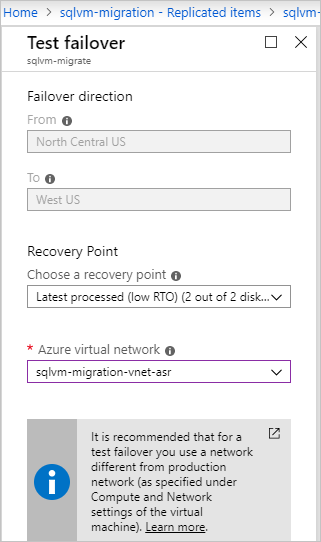 Home > sqlvm-migration - Replicated items > sqlvm-
Test failover
sqlvm-migrate
Failover direction
From
North Central US
To
West US
Recovery Point
Choose a recovery point
Latest processed (low RTO) (2 out of 2 disk...
* Azure virtual network
sqlvm-migration-vnet-asr
It is recommended that for a
test failover you use a network
different from production
network (as specified under
Compute and Network
settings of the virtual
machine). Learn more.